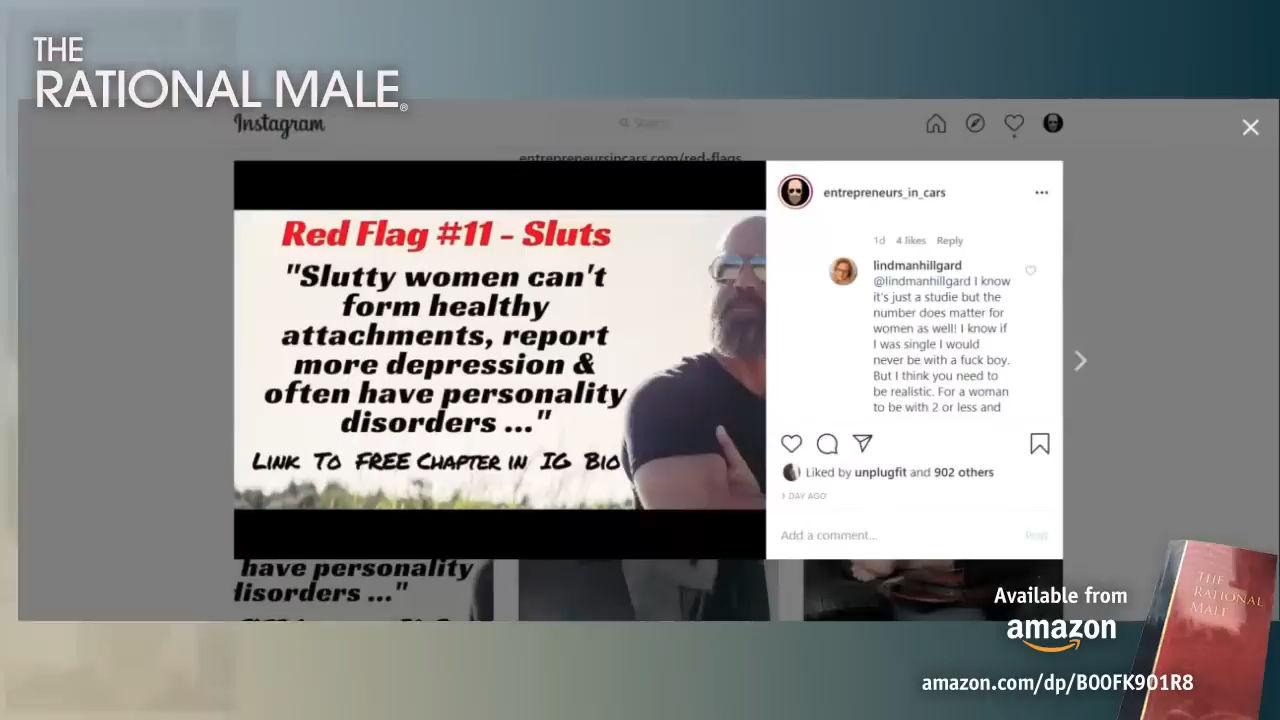 THE
RATIONAL MALE®
Instagram
Search
entrepreneursincars.com/red-flags
Red Flag #11 - Sluts
"Slutty women can't
form healthy
attachments, report
more depression &
often have personality
disorders ..."
LINK TO FREE CHAPTER IN IG BIO
entrepreneurs_in_cars
1d 4 likes Reply
lindmanhillgard
@lindmanhillgard I know
it's just a studie but the
number does matter for
women as well! I know if
I was single I would
never be with a fuck boy.
But I think you need to
be realistic. For a woman
to be with 2 or less and
Liked by unplugfit and 902 others
1 DAY AGO
Add a comment...
Post
have personality
disorders ..."
Available from
amazon
amazon.com/dp/B00FK901R8
THE
RATIONAL
MALE